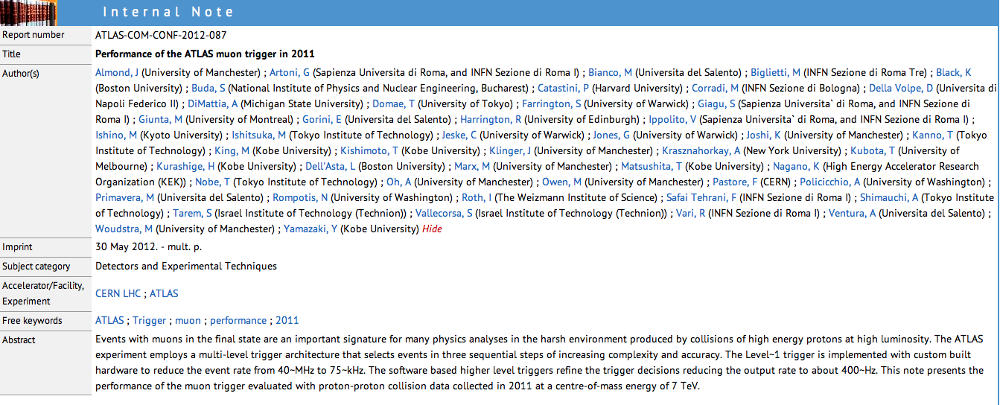 Internal Note
Report number ATLAS-COM-CONF-2012-087
Title Performance of the ATLAS muon trigger in 2011
Author(s) Almond, J (University of Manchester) ; Artoni, G (Sapienza Universita di Roma, and INFN Sezione di Roma I) ; Bianco, M (Universita del Salento) ; Biglietti, M (INFN Sezione di Roma Tre) ; Black, K
(Boston University) ; Buda, S (National Institute of Physics and Nuclear Engineering, Bucharest) ; Catastini, P (Harvard University) ; Corradi, M (INFN Sezione di Bologna) ; Della Volpe, D (Universita di
Napoli Federico II) ; DiMattia, A (Michigan State University) ; Domae, T (University of Tokyo) ; Farrington, S (University of Warwick) ; Giagu, S (Sapienza Universita` di Roma, and INFN Sezione di
Roma I) ; Giunta, M (University of Montreal) ; Gorini, E (Universita del Salento) ; Harrington, R (University of Edinburgh) ; Ippolito, V (Sapienza Universita` di Roma, and INFN Sezione di Roma I) ;
Ishino, M (Kyoto University) ; Ishitsuka, M (Tokyo Institute of Technology) ; Jeske, C (University of Warwick) ; Jones, G (University of Warwick) ; Joshi, K (University of Manchester) ; Kanno, T (Tokyo
Institute of Technology) ; King, M (Kobe University) ; Kishimoto, T (Kobe University) ; Klinger, J (University of Manchester) ; Krasznahorkay, A (New York University) ; Kubota, T (University of
Melbourne) ; Kurashige, H (Kobe University) ; Dell'Asta, L (Boston University) ; Marx, M (University of Manchester) ; Matsushita, T (Kobe University) ; Nagano, K (High Energy Accelerator Research
Organization (KEK)) ; Nobe, T (Tokyo Institute of Technology) ; Oh, A (University of Manchester) ; Owen, M (University of Manchester) ; Pastore, F (CERN) ; Policicchio, A (University of Washington) ;
Primavera, M (Universita del Salento) ; Rompotis, N (University of Washington) ; Roth, I (The Weizmann Institute of Science) ; Safai Tehrani, F (INFN Sezione di Roma I) ; Shimauchi, A (Tokyo Institute
of Technology) ; Tarem, S (Israel Institute of Technology (Technion)) ; Vallecorsa, S (Israel Institute of Technology (Technion)) ; Vari, R (INFN Sezione di Roma I) ; Ventura, A (Universita del Salento) ;
Woudstra, M (University of Manchester) ; Yamazaki, Y (Kobe University) Hide
Imprint 30 May 2012. - mult. p.
Subject category Detectors and Experimental Techniques
Accelerator/Facility,
Experiment CERN LHC ; ATLAS
Free keywords ATLAS ; Trigger ; muon ; performance ; 2011
Abstract Events with muons in the final state are an important signature for many physics analyses in the harsh environment produced by collisions of high energy protons at high luminosity. The ATLAS
experiment employs a multi-level trigger architecture that selects events in three sequential steps of increasing complexity and accuracy. The Level~1 trigger is implemented with custom built
hardware to reduce the event rate from 40~MHz to 75~kHz. The software based higher level triggers refine the trigger decisions reducing the output rate to about 400~Hz. This note presents the
performance of the muon trigger evaluated with proton-proton collision data collected in 2011 at a centre-of-mass energy of 7 TeV.